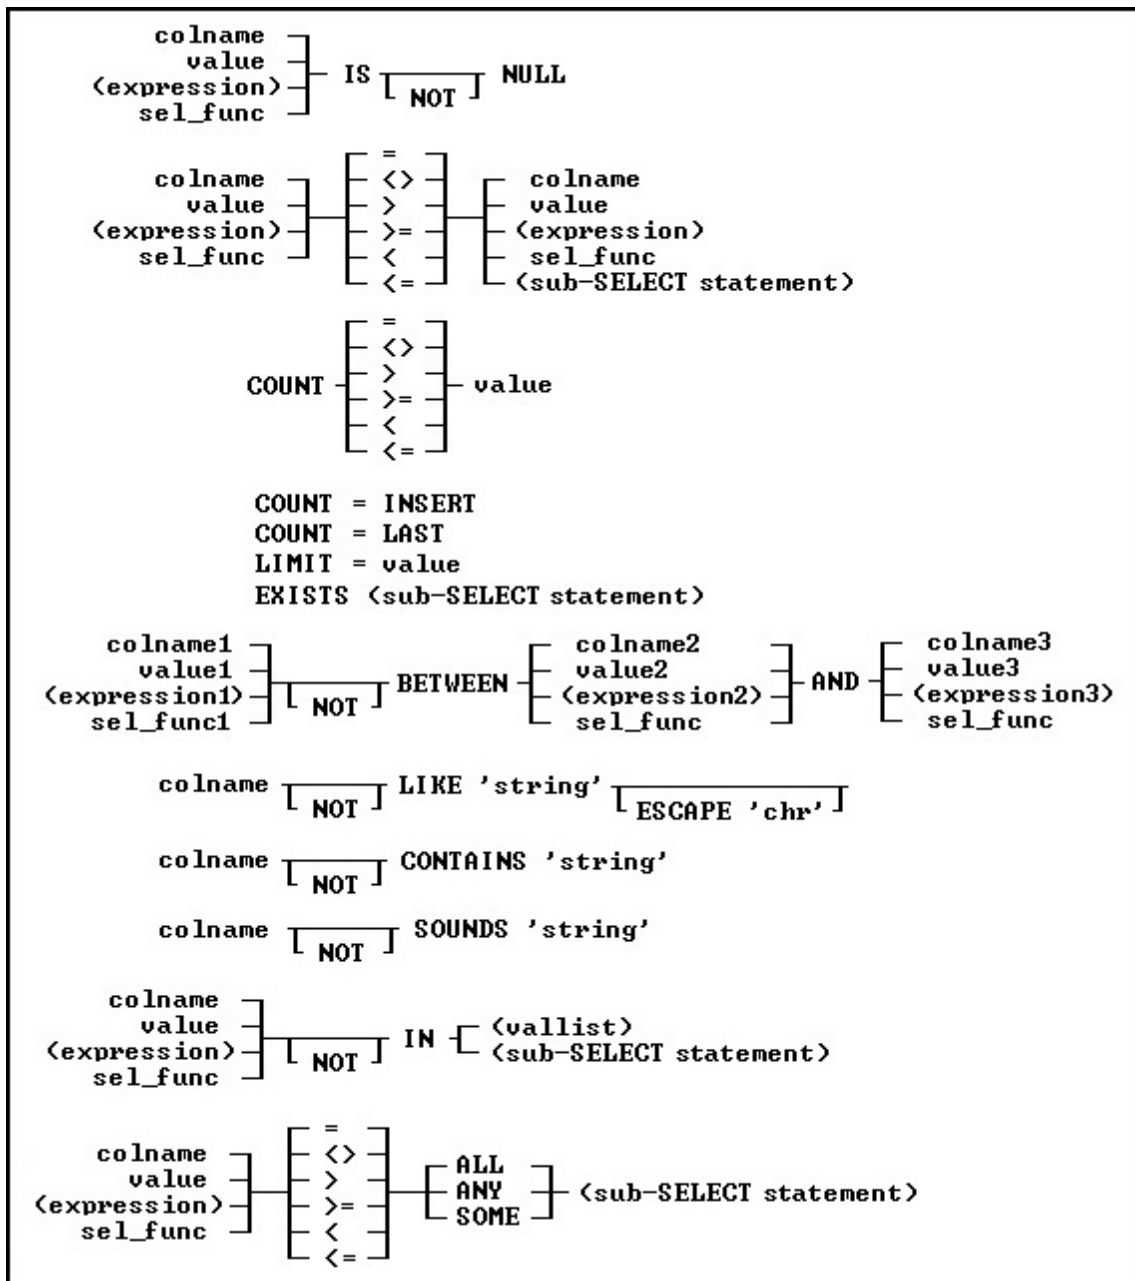 colname
value
(expression)
sel_func
IS NULL
NOT
=
<>
>
>=
<
<=
colname
value
(expression)
sel_func
colname
value
(expression)
sel_func
(sub-SELECT statement)
=
<>
>
>=
<
<=
COUNT value
COUNT = INSERT
COUNT = LAST
LIMIT = value
EXISTS (sub-SELECT statement)
colname1
value1
(expression1)
sel_func1
NOT
BETWEEN
colname2
value2
(expression2)
sel_func
AND
colname3
value3
(expression3)
sel_func
colname LIKE 'string'
NOT ESCAPE 'chr'
colname CONTAINS 'string'
NOT
colname SOUNDS 'string'
NOT
colname
value
(expression)
sel_func
NOT
IN
(vallist)
(sub-SELECT statement)
colname
value
(expression)
sel_func
=
<>
>
>=
<
<=
ALL
ANY
SOME
(sub-SELECT statement)